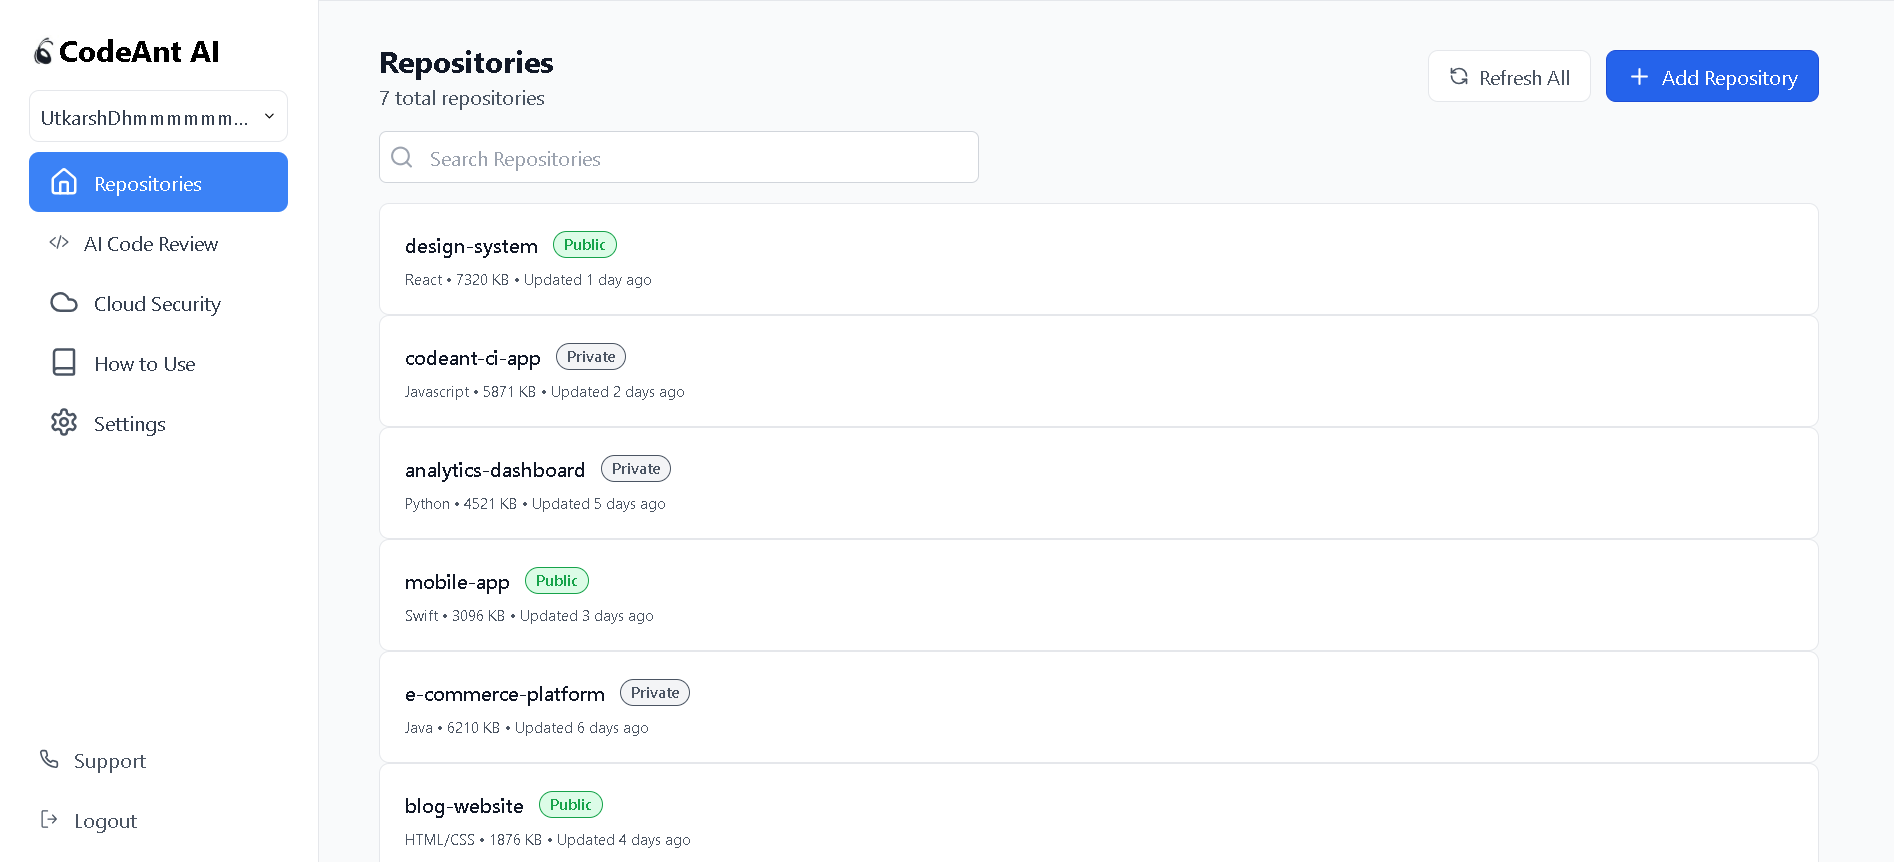 CodeAnt AI
UtkarshDhmmmmmmm...
Repositories
AI Code Review
Cloud Security
How to Use
Settings
Support
Logout
Repositories
7 total repositories
Refresh All
Add Repository
Search Repositories
design-system Public
React • 7320 KB • Updated 1 day ago
codeant-ci-app Private
Javascript • 5871 KB • Updated 2 days ago
analytics-dashboard Private
Python • 4521 KB • Updated 5 days ago
mobile-app Public
Swift • 3096 KB • Updated 3 days ago
e-commerce-platform Private
Java • 6210 KB • Updated 6 days ago
blog-website Public
HTML/CSS • 1876 KB • Updated 4 days ago